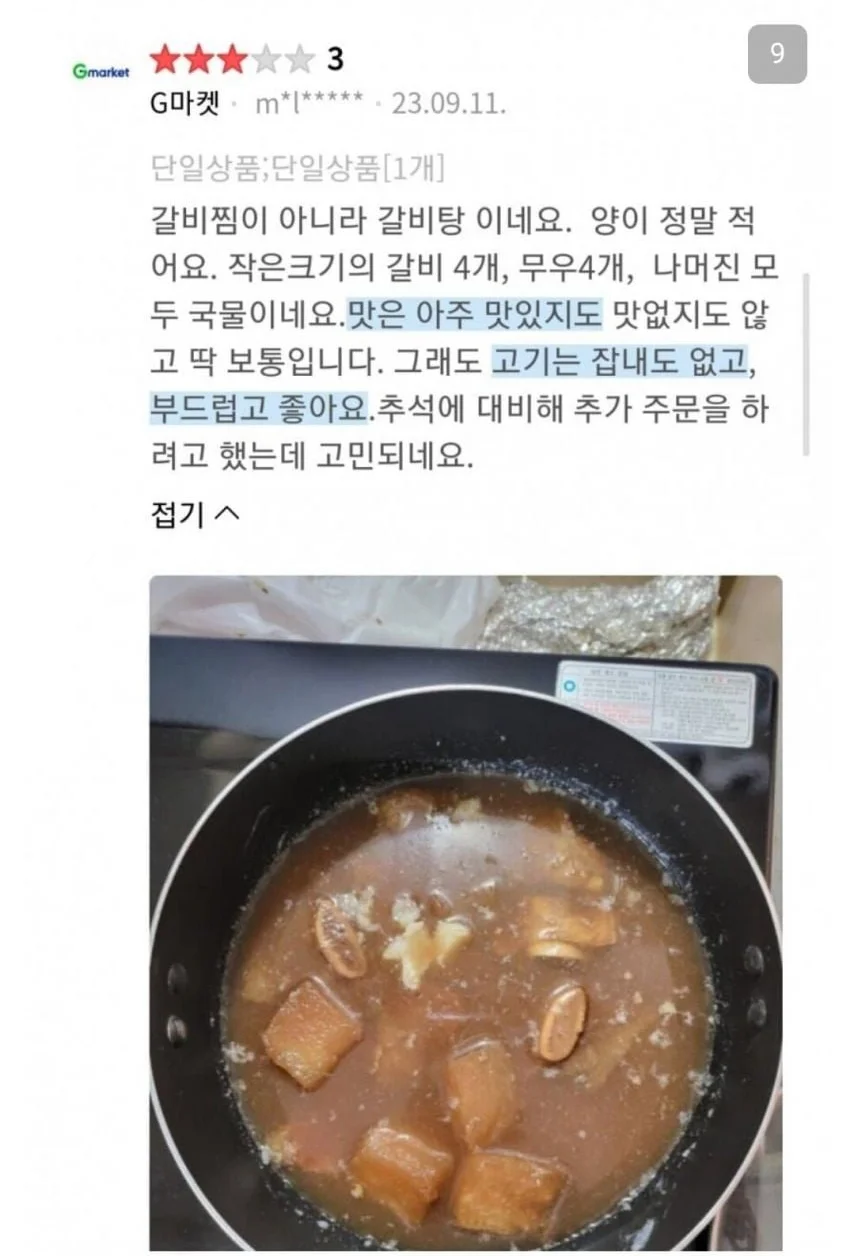 ★★★★★ 3
9
Gmarket
G마켓 · m*l***** · 23.09.11.
단일상품;단일상품[1개]
갈비찜이 아니라 갈비탕 이네요. 양이 정말 적
어요. 작은크기의 갈비 4개, 무우4개, 나머진 모
두 국물이네요.맛은 아주 맛있지도 맛없지도 않
고 딱 보통입니다. 그래도 고기는 잡내도 없고,
부드럽고 좋아요.추석에 대비해 추가 주문을 하
려고 했는데 고민되네요.
접기